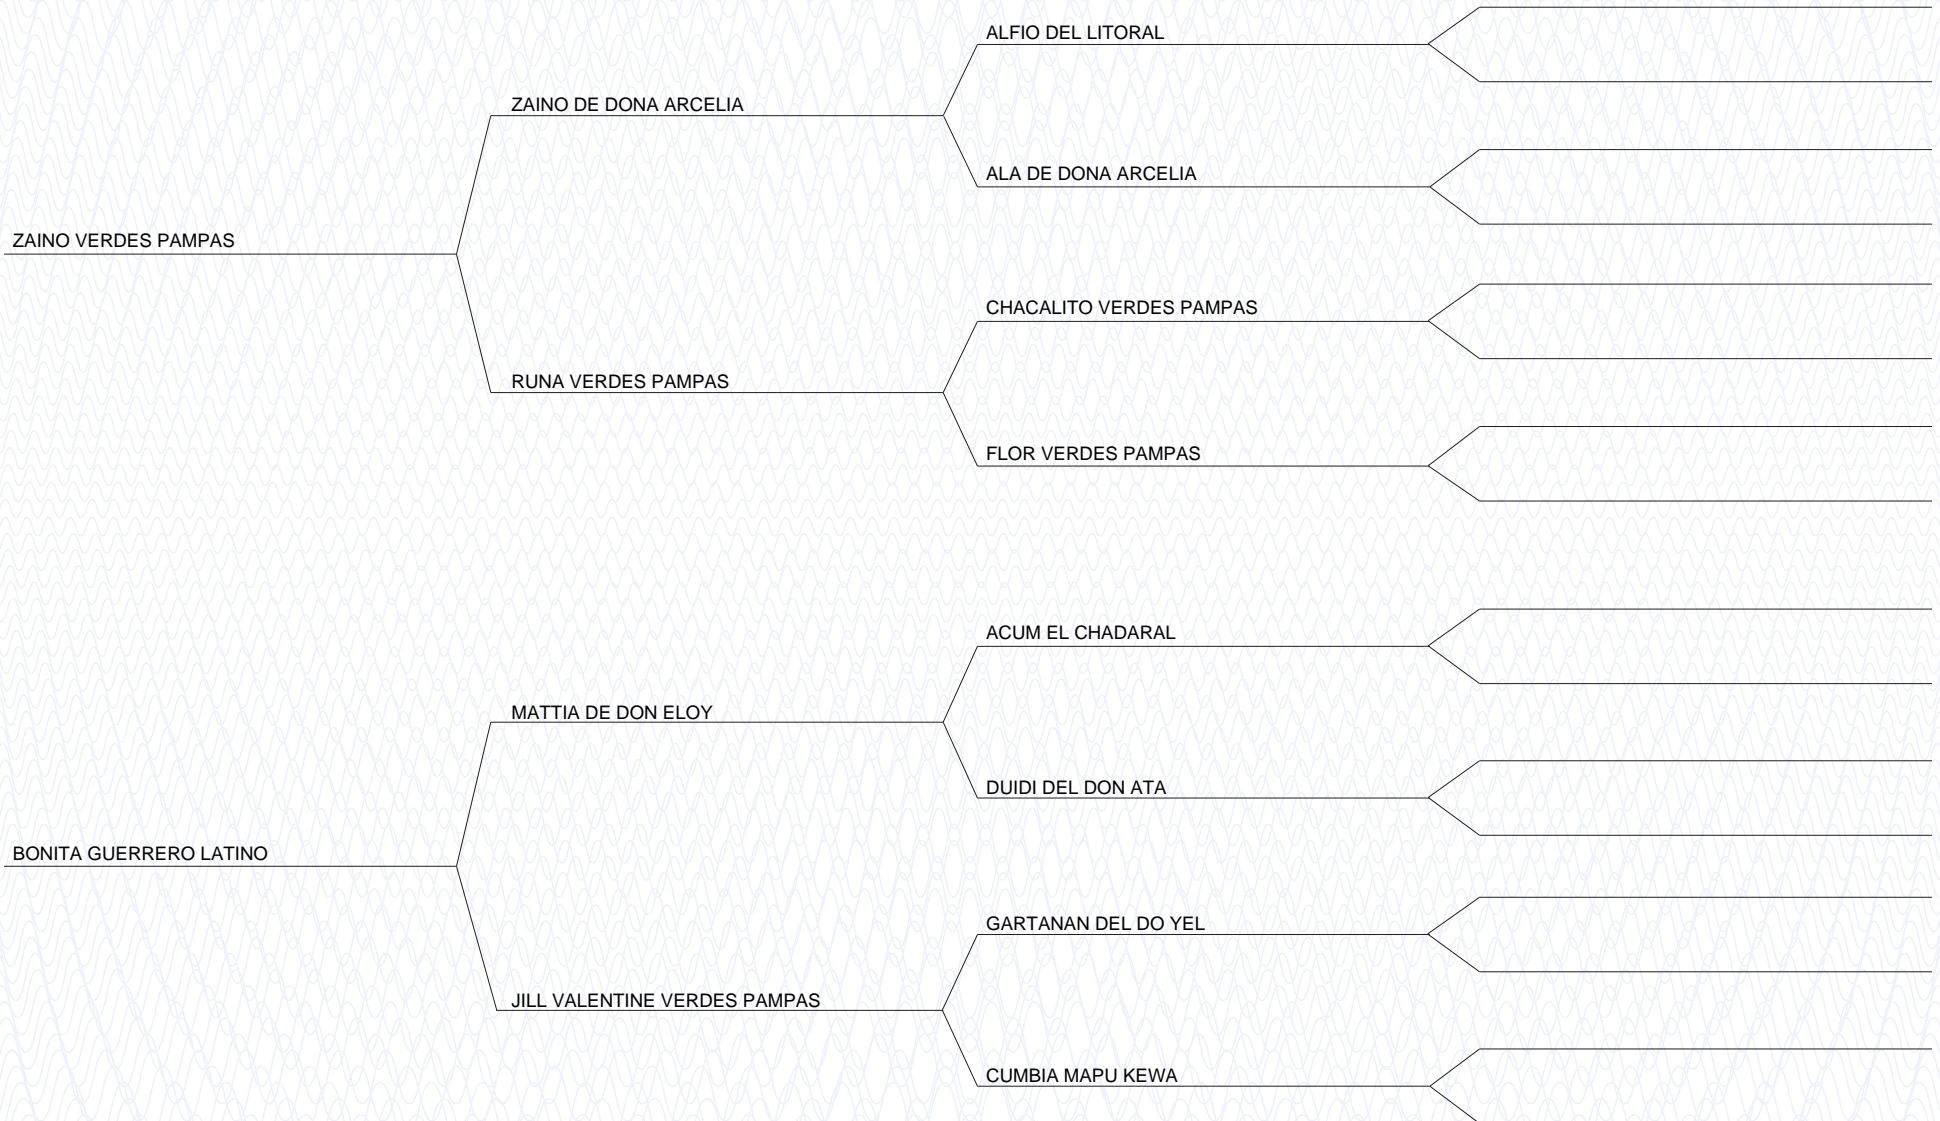 ALFIO DEL LITORAL
ZAINO DE DONA ARCELIA
ALA DE DONA ARCELIA
ZAINO VERDES PAMPAS
CHACALITO VERDES PAMPAS
RUNA VERDES PAMPAS
FLOR VERDES PAMPAS
ACUM EL CHADARAL
MATTIA DE DON ELOY
DUIDI DEL DON ATA
BONITA GUERRERO LATINO
GARTANAN DEL DO YEL
JILL VALENTINE VERDES PAMPAS
CUMBIA MAPU KEWA